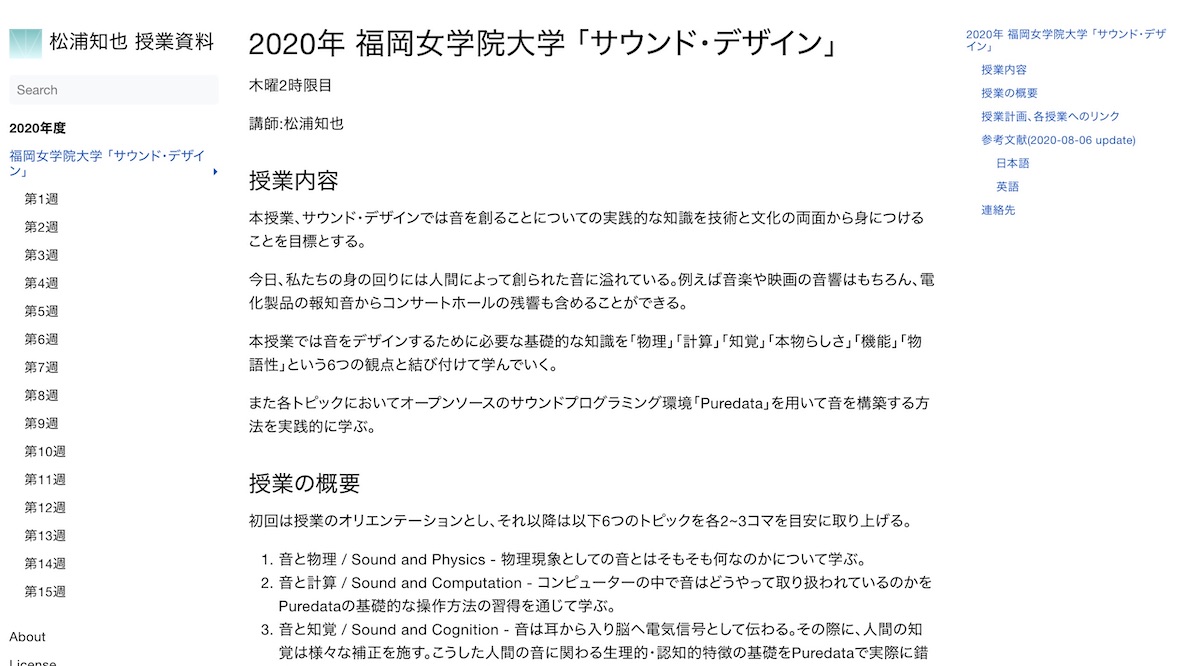 松浦知也 授業資料
Search
2020年度
福岡女学院大学「サウンド・デザイ
ン」
第1週
第2週
第3週
第4週
第5週
第6週
第7週
第8週
第9週
第10週
第11週
第12週
第13週
第14週
第15週
About
License
2020年 福岡女学院大学「サウンド・デザイン」
木曜2時限目
講師:松浦知也
授業内容
本授業、サウンド・デザインでは音を創ることについての実践的な知識を技術と文化の両面から身につける
ことを目標とする。
今日、私たちの身の回りには人間によって創られた音に溢れている。例えば音楽や映画の音響はもちろん、電
化製品の報知音からコンサートホールの残響も含めることができる。
本授業では音をデザインするために必要な基礎的な知識を「物理」「計算」「知覚」「本物らしさ」「機能」「物
語性」という6つの観点と結び付けて学んでいく。
また各トピックにおいてオープンソースのサウンドプログラミング環境「Puredata」を用いて音を構築する方
法を実践的に学ぶ。
授業の概要
初回は授業のオリエンテーションとし、それ以降は以下6つのトピックを各2~3コマを目安に取り上げる。
1. 音と物理 / Sound and Physics - 物理現象としての音とはそもそも何なのかについて学ぶ。
2. 音と計算 / Sound and Computation - コンピューターの中で音はどうやって取り扱われているのかを
Puredataの基礎的な操作方法の習得を通じて学ぶ。
3. 音と知覚 / Sound and Cognition - 音は耳から入り脳へ電気信号として伝わる。その際に、人間の知
覚は様々な補正を施す。こうした人間の音に関わる生理的・認知的特徴の基礎をPuredataで実際に錯
2020年 福岡女学院大学「サウンド・デザ
イン」
授業内容
授業の概要
授業計画、各授業へのリンク
参考文献(2020-08-06 update)
日本語
英語
連絡先